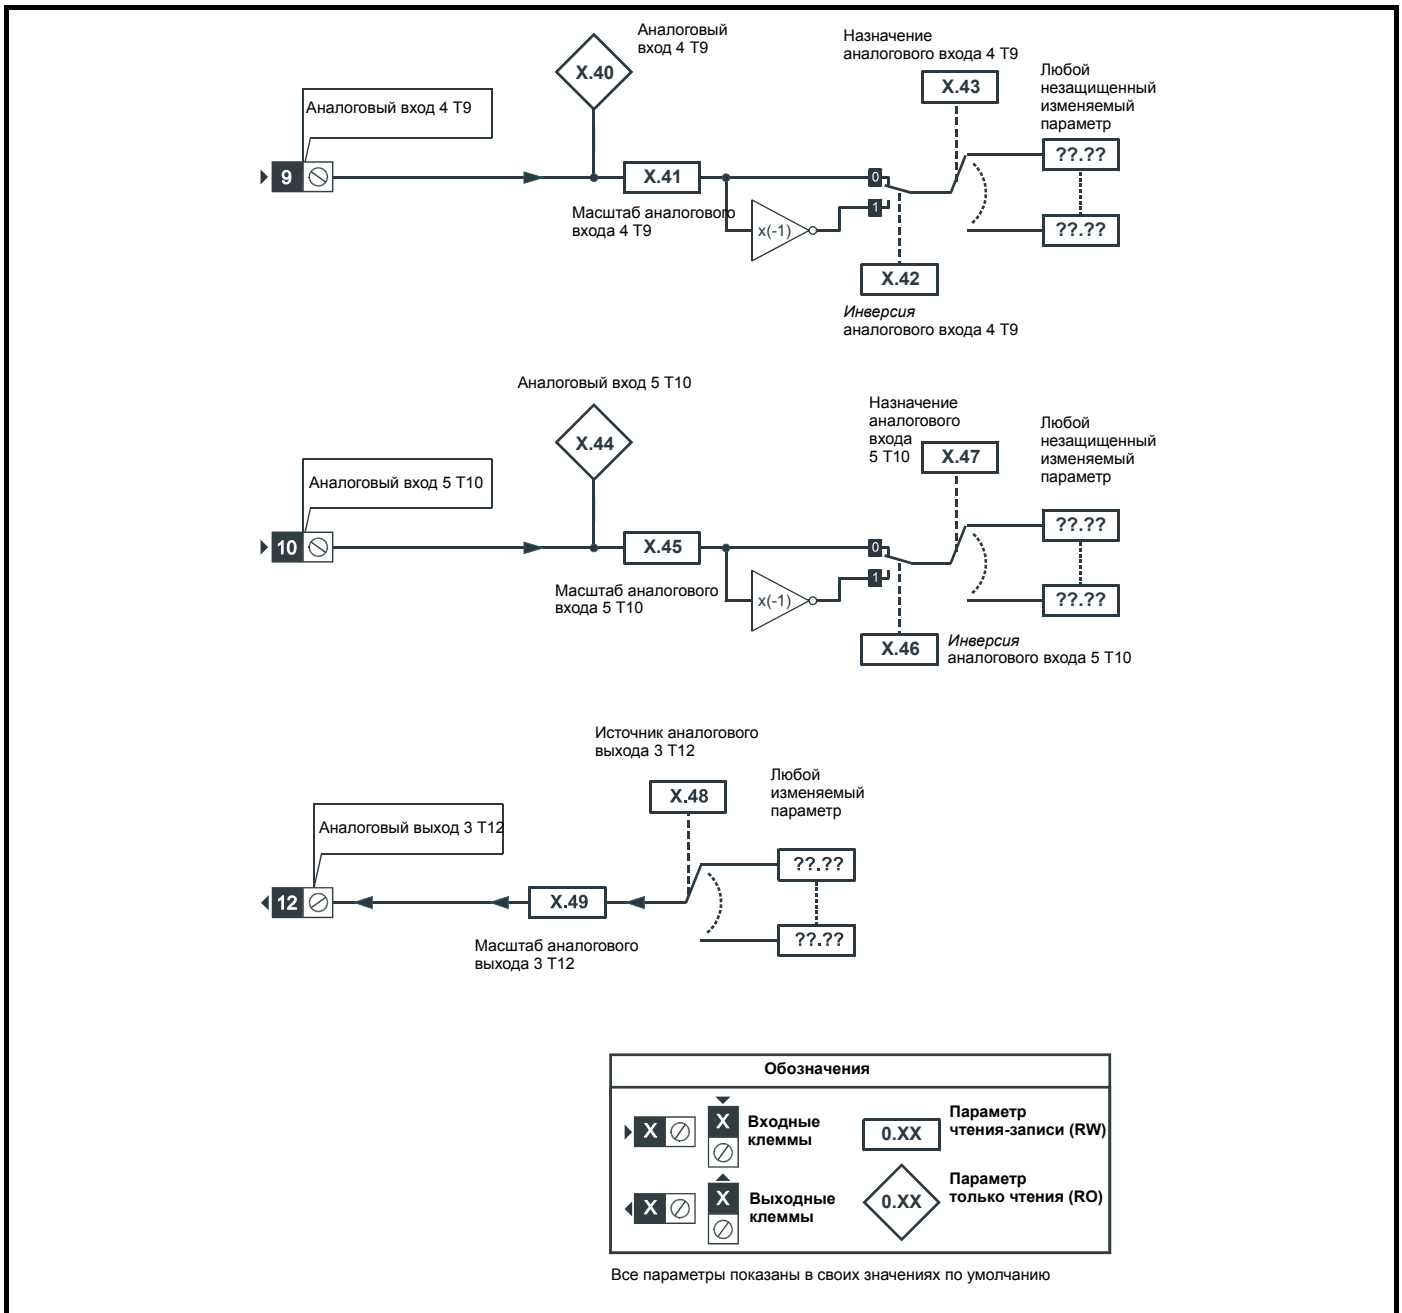 Аналоговый
вход 4 T9
X.40
Назначение
аналогового входа 4 T9
X.43
Любой
незащищенный
изменяемый
параметр
Аналоговый вход 4 T9
9
X.41
0
1
??.??
??.??
Масштаб аналогового
входа 4 T9
x(-1)
X.42
Инверсия
аналогового входа 4 T9
Аналоговый вход 5 T10
X.44
Назначение
аналогового
входа
5 T10
X.47
Любой
незащищенный
изменяемый
параметр
Аналоговый вход 5 T10
10
X.45
0
1
??.??
??.??
Масштаб аналогового
входа 5 T10
x(-1)
X.46
Инверсия
аналогового входа 5 T10
Источник аналогового
выхода 3 T12
X.48
Любой
изменяемый
параметр
Аналоговый выход 3 T12
12
X.49
??.??
??.??
Масштаб аналогового
выхода 3 T12
Обозначения
X
X
Входные
клеммы
0.XX
Параметр
чтения-записи (RW)
X
X
Выходные
клеммы
0.XX
Параметр
только чтения (RO)
Все параметры показаны в своих значениях по умолчанию